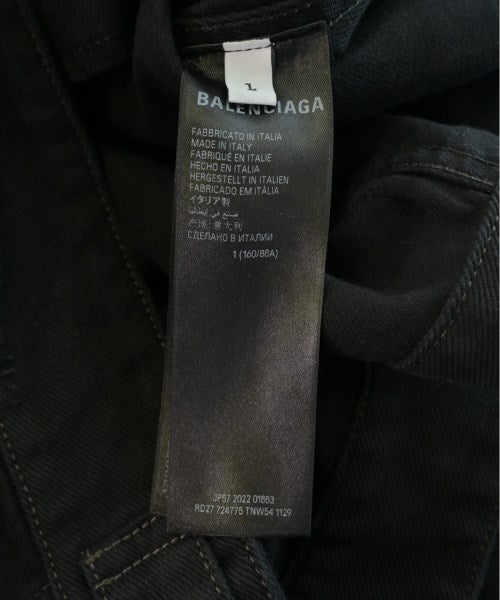 1
BALENCIAGA
FABBRICATO IN ITALIA
MADE IN ITALY
FABRIQUÉ EN ITALIE
HECHO EN ITALIA
HERGESTELLT IN ITALIEN
FABRICADO EM ITÁLIA
イタリア製
صنع في ايطاليا
产地: 意大利
СДЕЛАНО В ИТАЛИИ
1 (160/88A)
JP57 2022 01883
RD27 724775 TNW54 1129